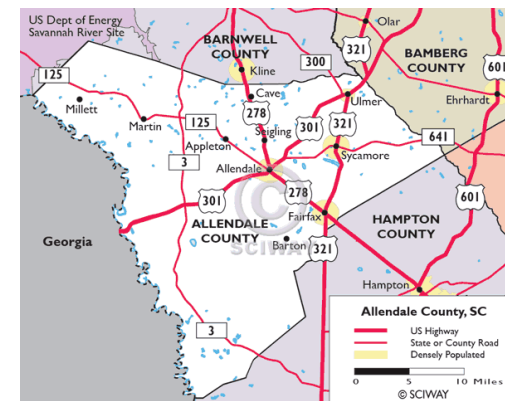 US Dept of Energy
Savannah River Site
BARNWELL
COUNTY
Olar
321
BAMBERG
COUNTY
601
125
Kline
300
Millett
Cave
278
Ulmer
Ehrhardt
Martin
125
Seigling
301
321
641
Appleton
3
Allendale
Sycamore
301
278
601
ALLENDALE
COUNTY
Fairfax
HAMPTON
COUNTY
Georgia
Barton
321
©
SCIWAY
Hampton
3
Allendale County, SC
US Highway
State or County Road
Densely Populated
0 5 10 Miles
© SCIWAY